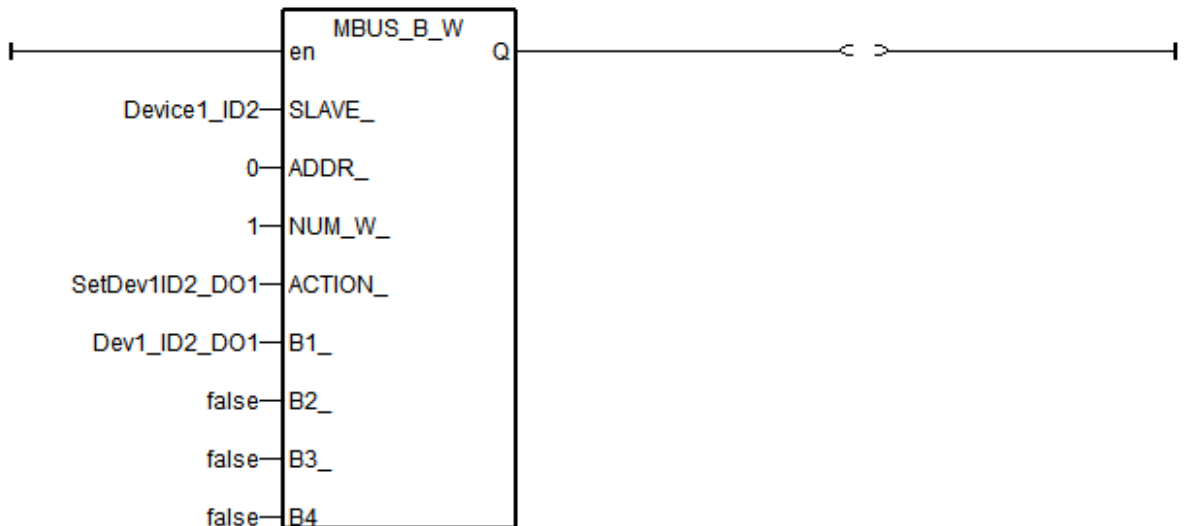 MBUS_B_W
en Q
Device1_ID2 SLAVE_
0 ADDR_
1 NUM_W_
SetDev1ID2_DO1 ACTION_
Dev1_ID2_DO1 B1_
false B2_
false B3_
false B4